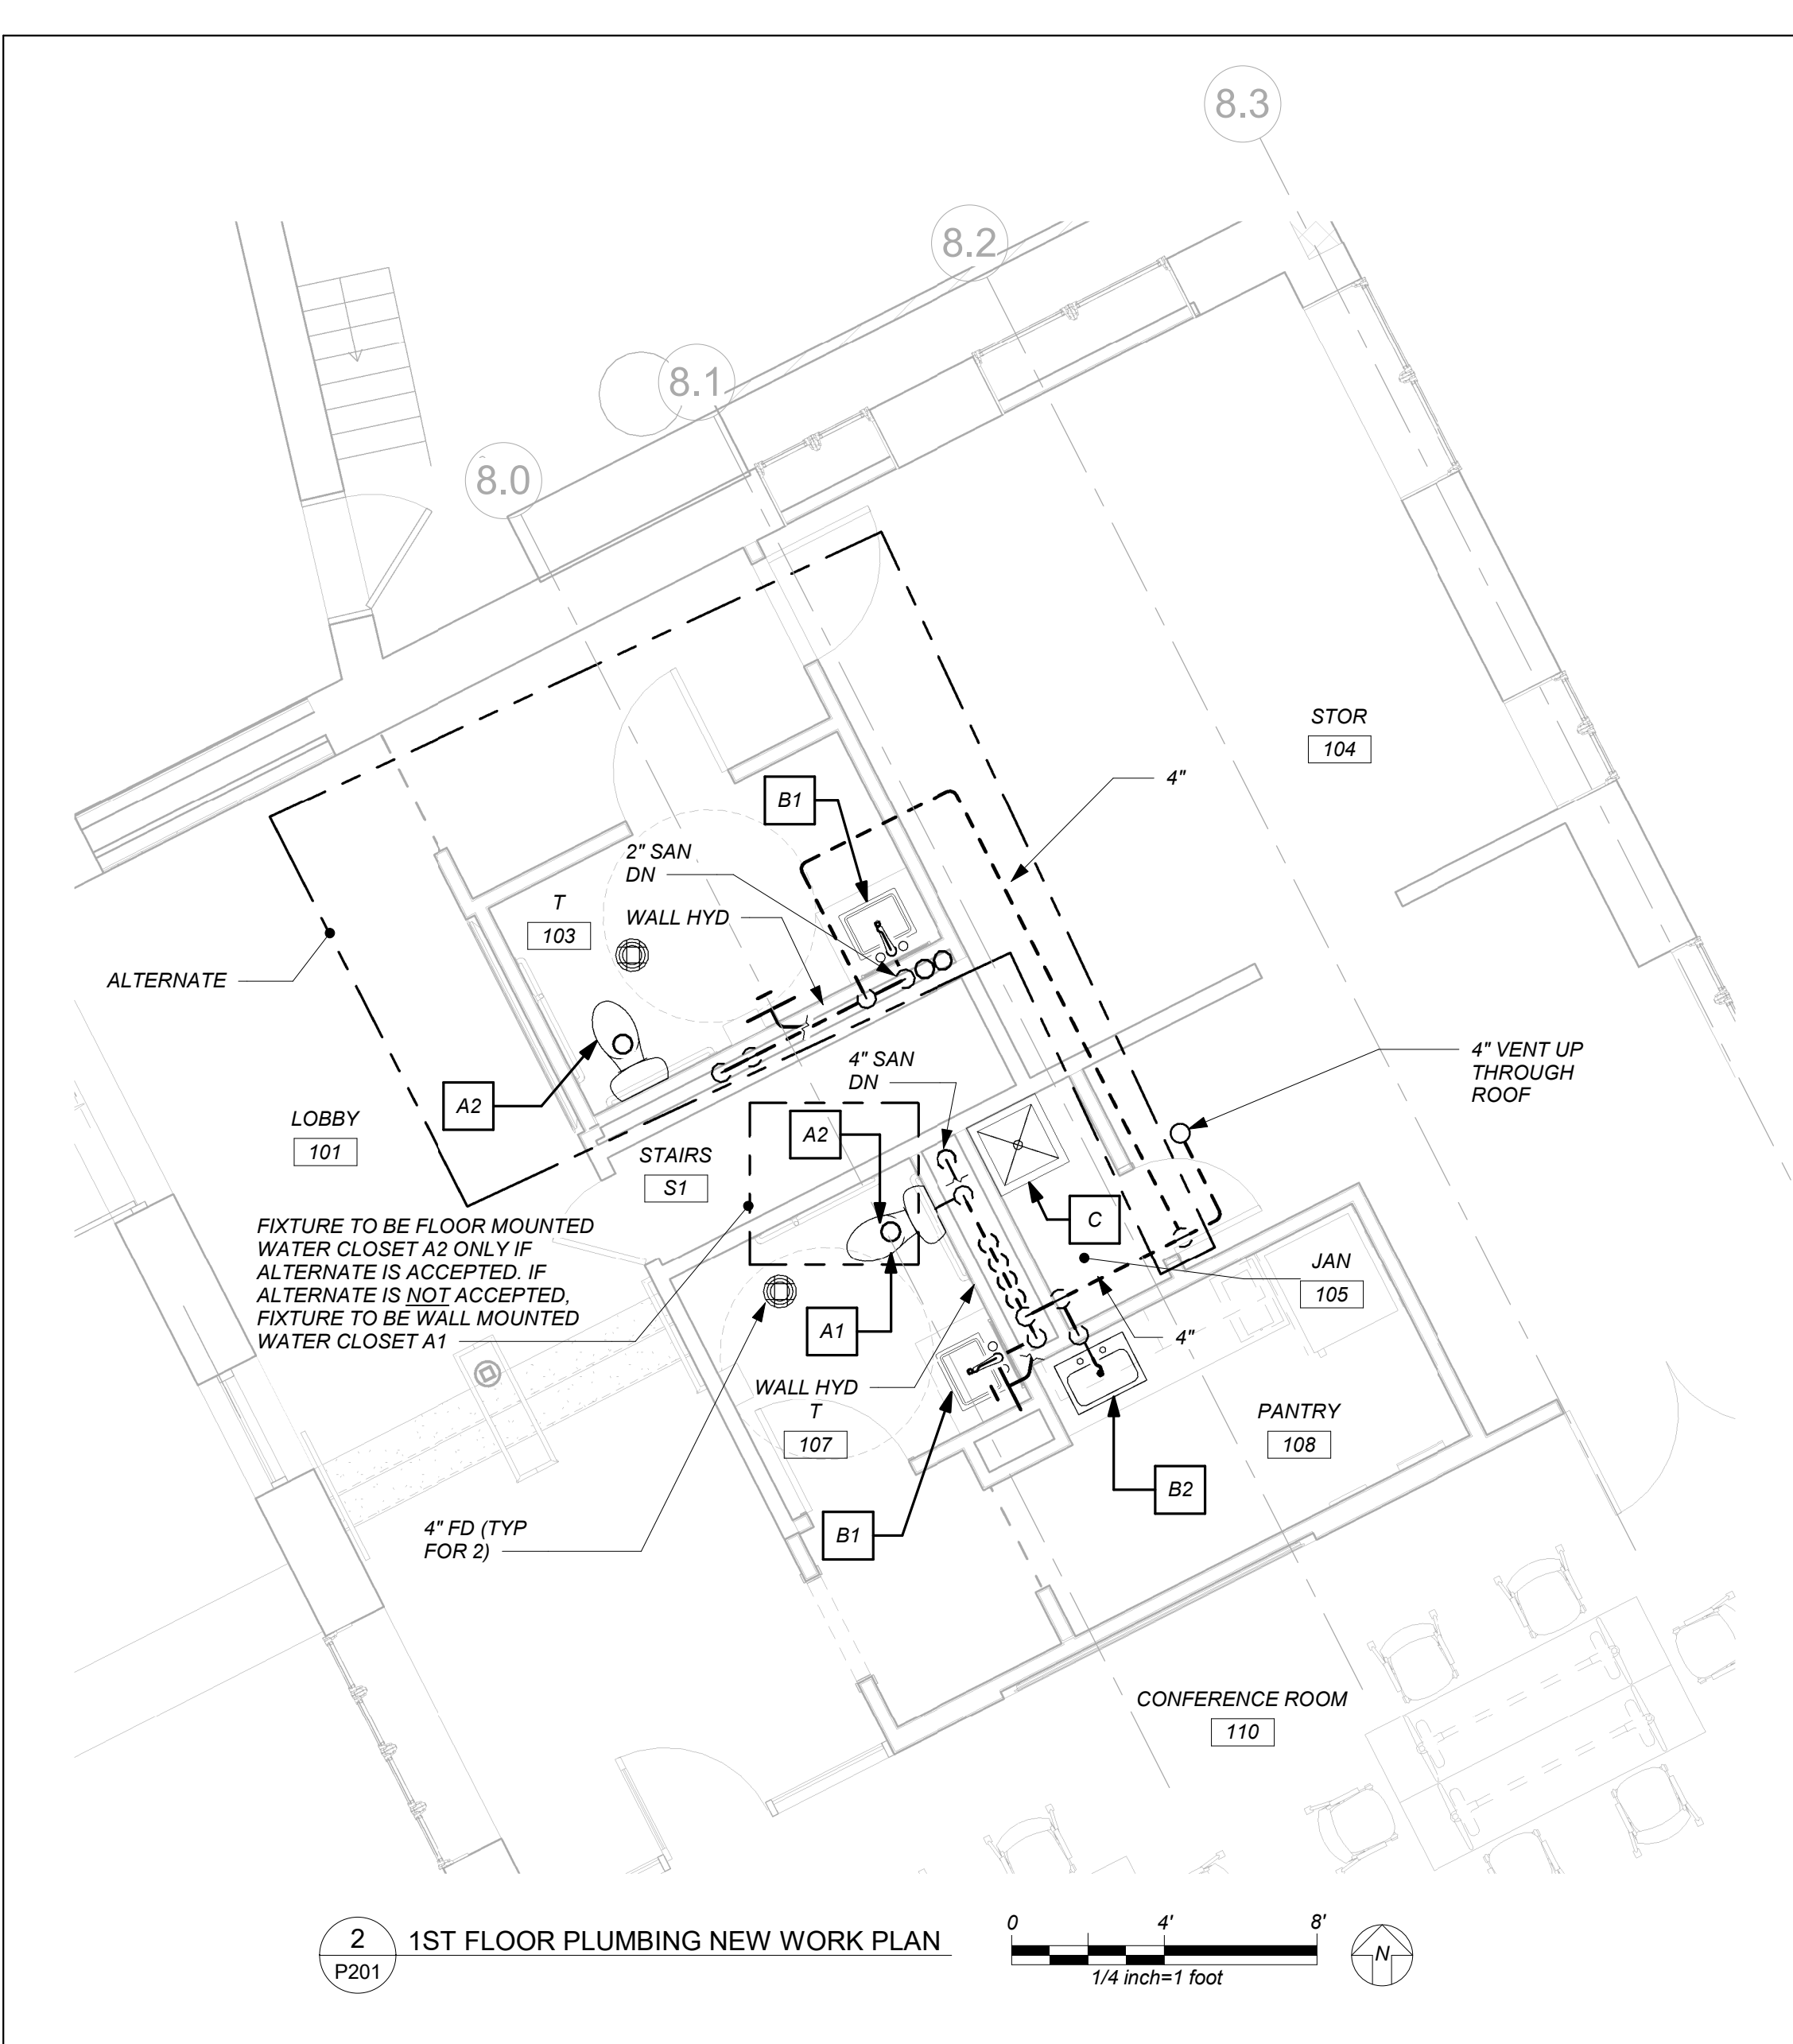 8.3
8.2
8.1
8.0
STOR
104
4"
B1
2" SAN
DN
T
103
WALL HYD
ALTERNATE
4" SAN
DN
4" VENT UP
THROUGH
ROOF
A2
LOBBY
101
A2
STAIRS
S1
C
FIXTURE TO BE FLOOR MOUNTED
WATER CLOSET A2 ONLY IF
ALTERNATE IS ACCEPTED. IF
ALTERNATE IS NOT ACCEPTED,
FIXTURE TO BE WALL MOUNTED
WATER CLOSET A1
JAN
105
A1
4"
WALL HYD
T
107
PANTRY
108
B2
4" FD (TYP
FOR 2)
B1
CONFERENCE ROOM
110
2
P201
1ST FLOOR PLUMBING NEW WORK PLAN
0 4' 8'
1/4 inch=1 foot
N